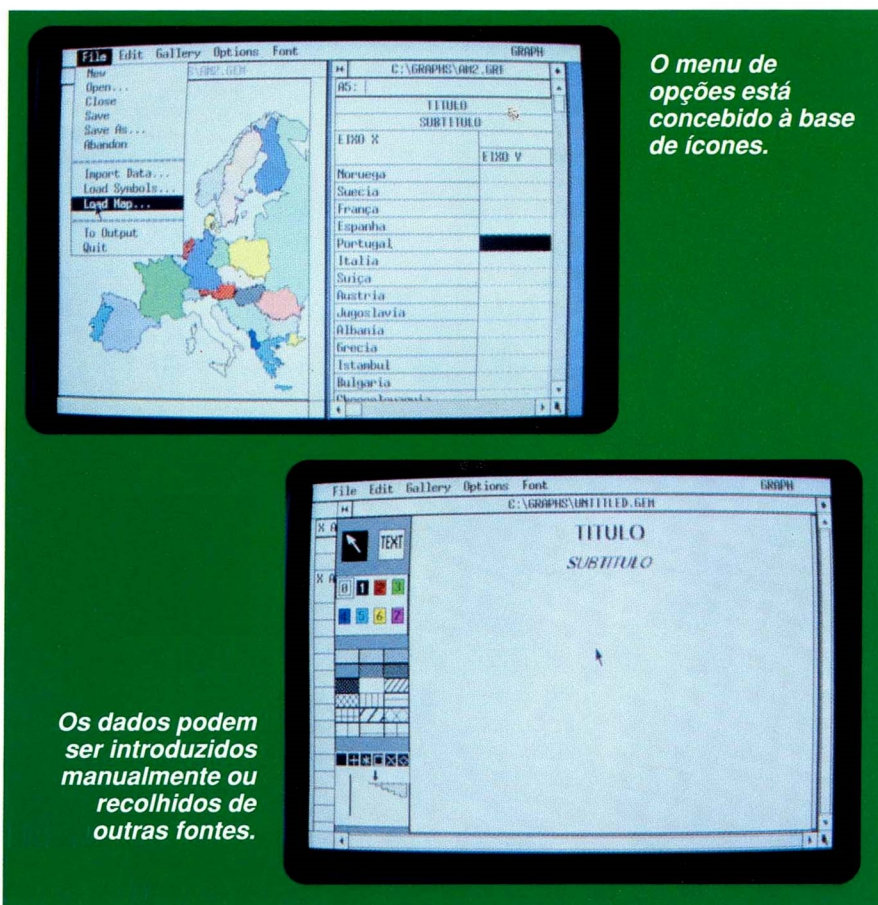 File Edit Gallery Options Font GRAPH
New
Open...
Close
Save
Save As...
Abandon
Import Data...
Load Symbols...
Load Map...
To Output
Quit
C:\GRAPHS\AM2.GRF
A5:
TITULO
SUBTITULO
EIXO X
EIXO Y
Noruega
Suecia
França
Espanha
Portugal
Italia
Suiça
Austria
Jugoslavia
Albania
Grecia
Istambul
Bulgaria
O menu de
opções está
concebido à base
de ícones.
File Edit Gallery Options Font GRAPH
C:\GRAPHS\UNTITLED.GEM
X A
X A
TEXT
0 1 2 3
4 5 6 7
TITULO
SUBTITULO
Os dados podem
ser introduzidos
manualmente ou
recolhidos de
outras fontes.